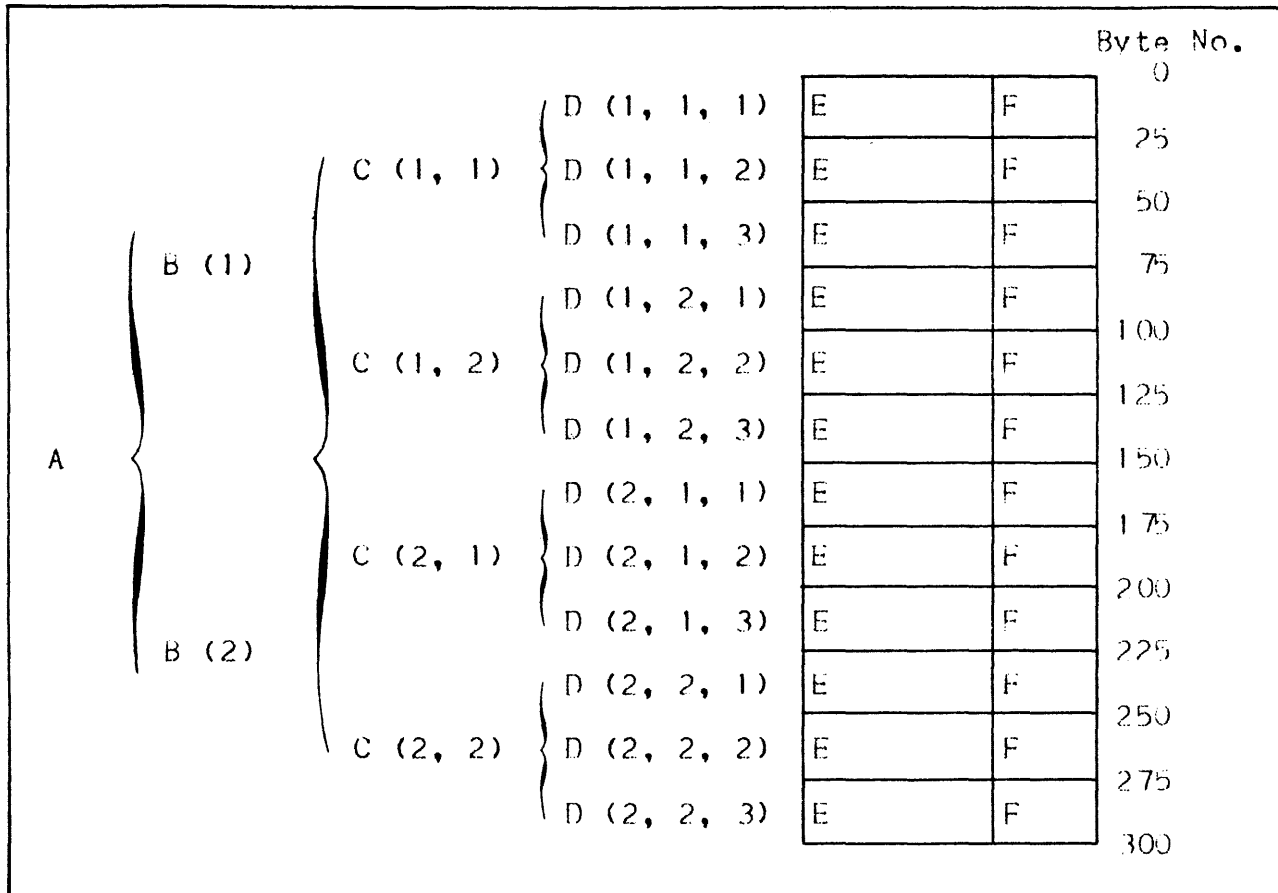 Byte No.
0
D (1, 1, 1) E F
25
C (1, 1) D (1, 1, 2) E F
50
D (1, 1, 3) E F
B (1)
75
D (1, 2, 1) E F
100
C (1, 2) D (1, 2, 2) E F
125
D (1, 2, 3) E F
A
150
D (2, 1, 1) E F
175
C (2, 1) D (2, 1, 2) E F
200
D (2, 1, 3) E F
B (2)
225
D (2, 2, 1) E F
250
C (2, 2) D (2, 2, 2) E F
275
D (2, 2, 3) E F
300